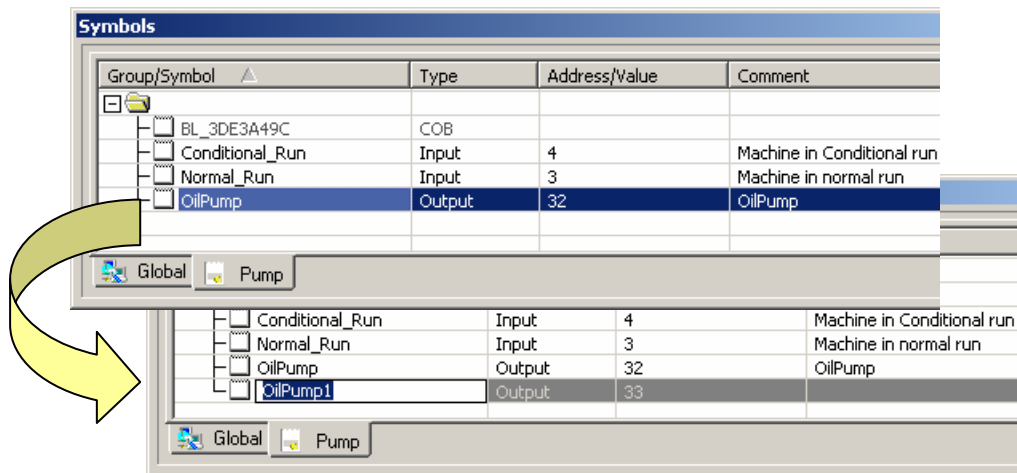 Symbols
Group/Symbol Type Address/Value Comment
BL_3DE3A49C COB
Conditional_Run Input 4 Machine in Conditional run
Normal_Run Input 3 Machine in normal run
OilPump Output 32 OilPump
Global Pump
Conditional_Run Input 4 Machine in Conditional run
Normal_Run Input 3 Machine in normal run
OilPump Output 32 OilPump
OilPump1 Output 33
Global Pump